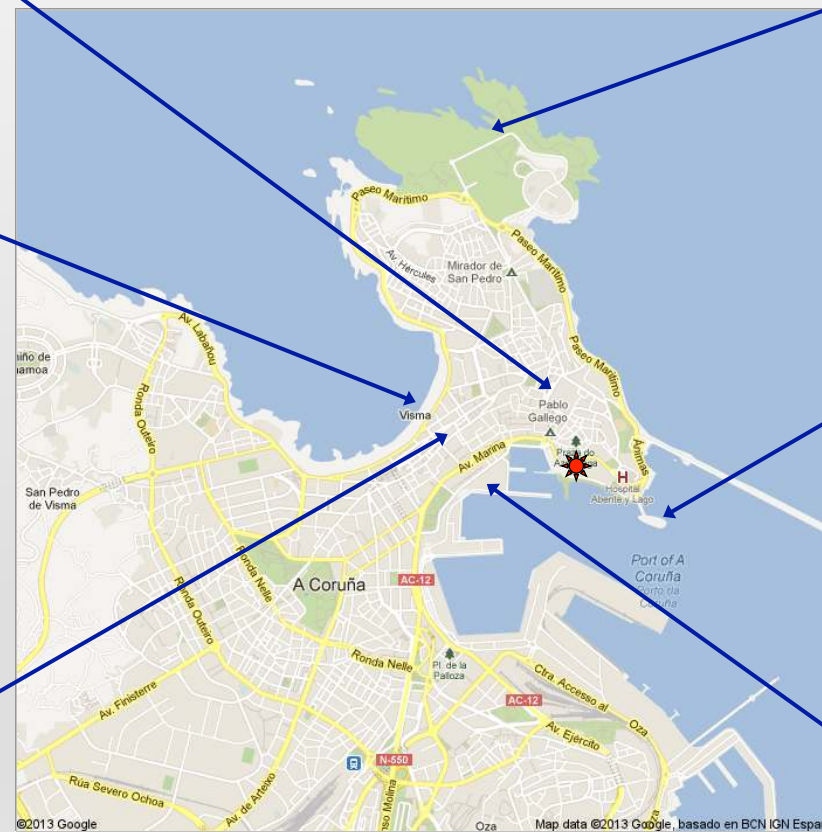 Paseo Marítimo
Av. Hércules
Mirador de
San Pedro
Paseo Marítimo
Av. Labañou
Paseo Marítimo
Ronda Outeiro
Visma
Pablo
Gallego
Av. Marina
Ánimas
H
Hospital
Abente y Lago
San Pedro
de Visma
Port of A
Coruña
Porto da
Coruña
Ronda Nelle
A Coruña
AC-12
Ronda Outeiro
Ronda Nelle
Pl. de la
Palloza
Ctra. Accesso al
Oza
AC-12
Av. Finisterre
Av. Ejército
N-550
Rúa Severo Ochoa
Av. de Arteixo
Oza
©2013 Google
Map data ©2013 Google, basado en BCN IGN Espa